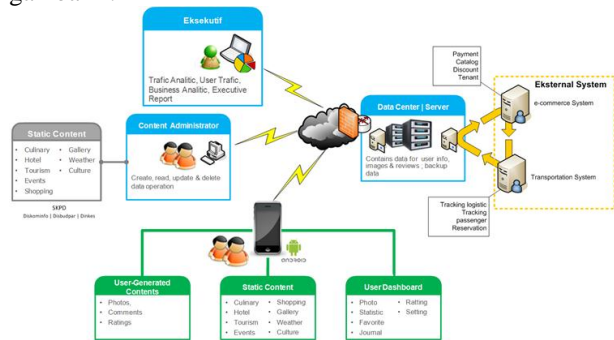 Eksekutif
Trafic Analitic, User Trafic,
Business Analitic, Executive
Report
Payment
Catalog
Discount
Tenant
Eksternal System
e-commerce System
Transportation System
Tracking logistic
Tracking
passenger
Reservation
Data Center | Server
Contains data for user info,
images & reviews , backup
data
Content Administrator
Create, read, update & delete
data operation
Static Content
• Culinary
• Hotel
• Tourism
• Events
• Shopping
• Gallery
• Weather
• Culture
SKPD
Diskominfo | Disbudpar | Dinkes
android
User-Generated
Contents
• Photos,
• Comments
• Ratings
Static Content
• Culinary
• Hotel
• Tourism
• Events
• Shopping
• Gallery
• Weather
• Culture
User Dashboard
• Photo
• Statistic
• Favorite
• Journal
• Ratting
• Setting